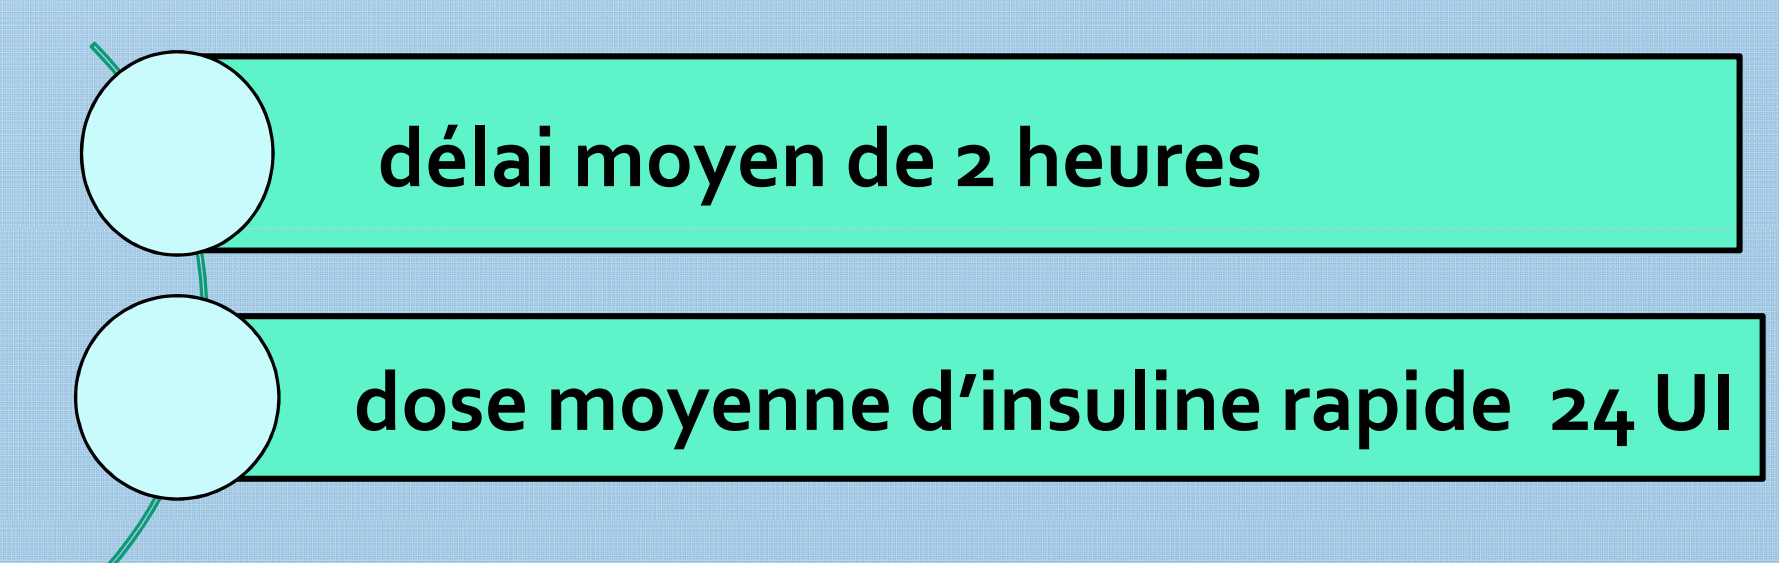 délai moyen de 2 heures
dose moyenne d’insuline rapide 24 UI